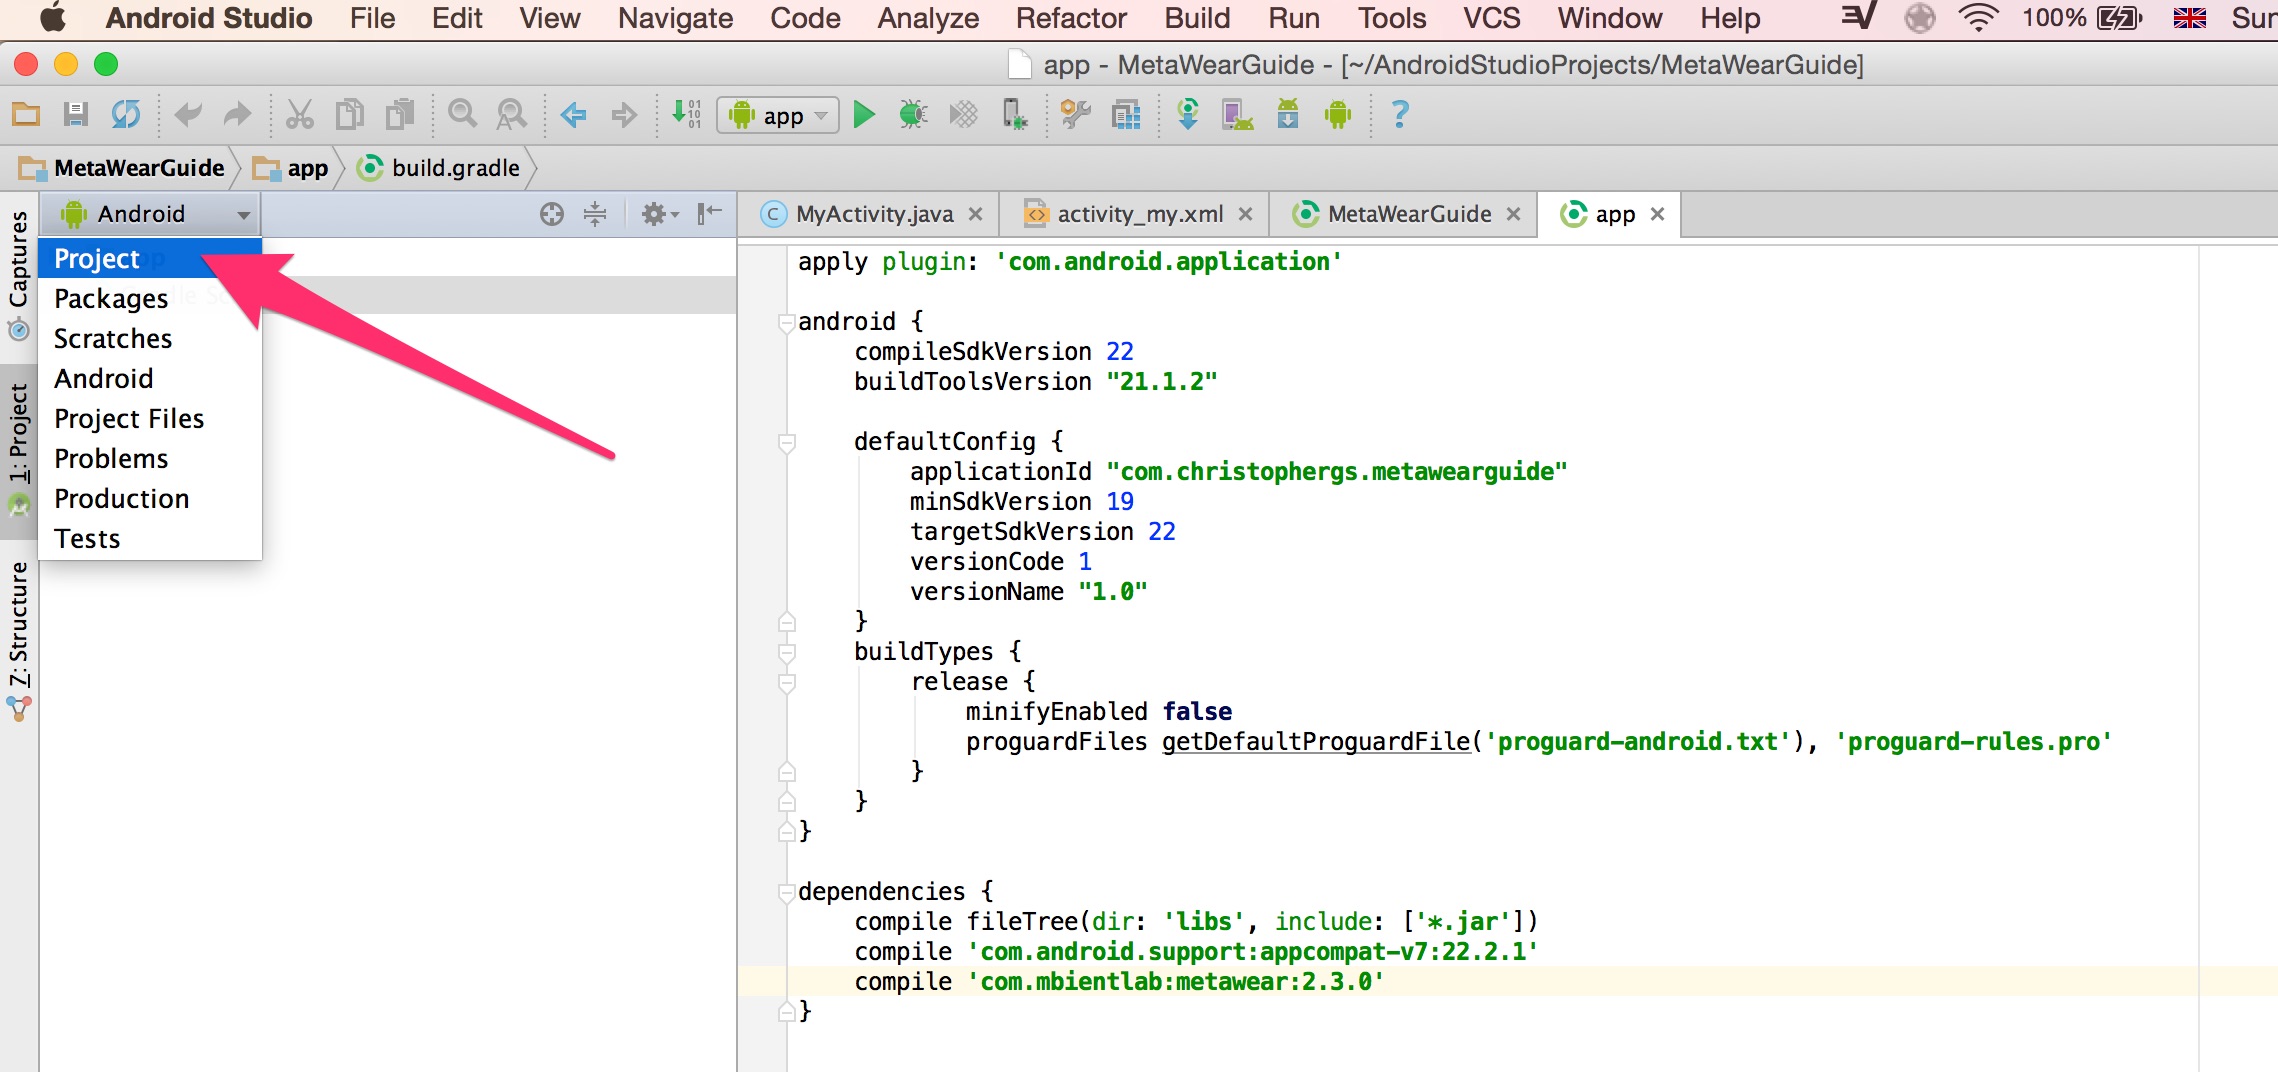 Android Studio File Edit View Navigate Code Analyze Refactor Build Run Tools VCS Window Help 100% Sun
app - MetaWearGuide - [~/AndroidStudioProjects/MetaWearGuide]
app
MetaWearGuide app build.gradle
Android
MyActivity.java activity_my.xml MetaWearGuide app
Captures
1: Project
7: Structure
Project
Packages
Scratches
Android
Project Files
Problems
Production
Tests
apply plugin: 'com.android.application'
android {
compileSdkVersion 22
buildToolsVersion "21.1.2"
defaultConfig {
applicationId "com.christophergs.metawearguide"
minSdkVersion 19
targetSdkVersion 22
versionCode 1
versionName "1.0"
}
buildTypes {
release {
minifyEnabled false
proguardFiles getDefaultProguardFile('proguard-android.txt'), 'proguard-rules.pro'
}
}
}
dependencies {
compile fileTree(dir: 'libs', include: ['*.jar'])
compile 'com.android.support:appcompat-v7:22.2.1'
compile 'com.mbientlab:metawear:2.3.0'
}